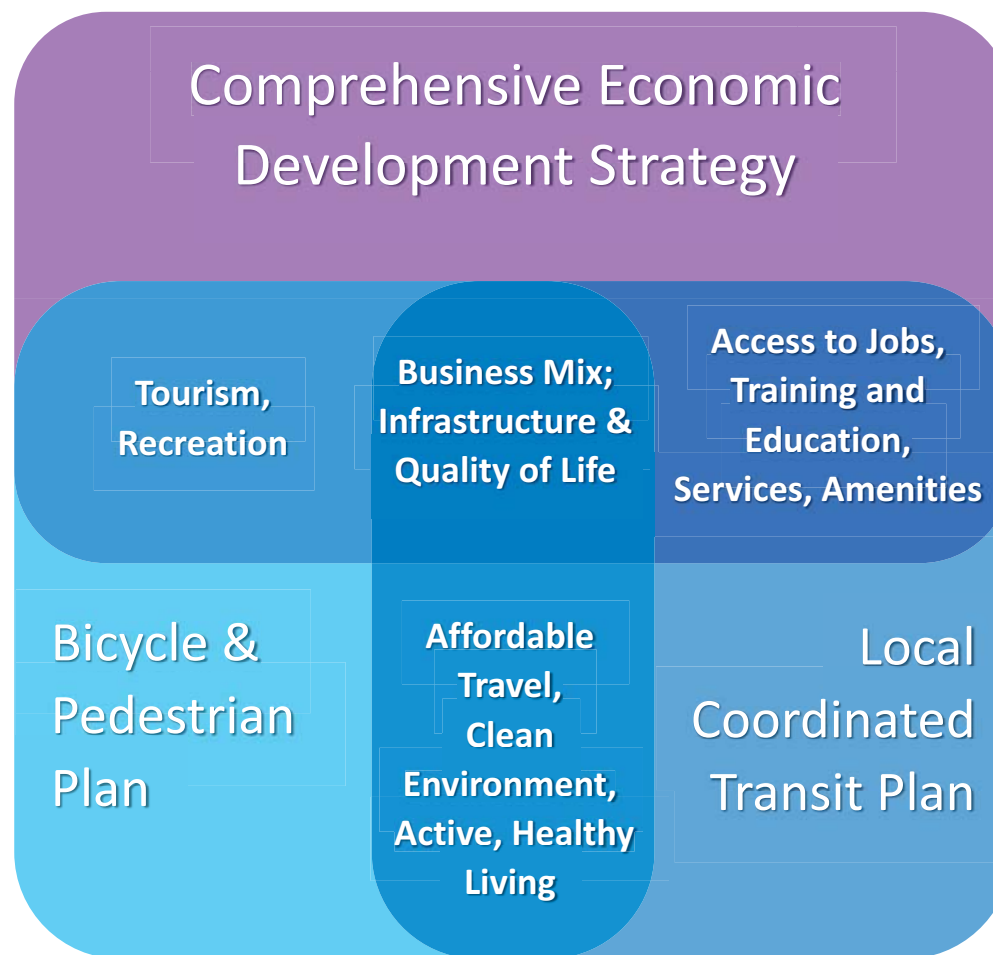 Comprehensive Economic
Development Strategy
Tourism,
Recreation
Business Mix;
Infrastructure &
Quality of Life
Access to Jobs,
Training and
Education,
Services, Amenities
Bicycle &
Pedestrian
Plan
Affordable
Travel,
Clean
Environment,
Active, Healthy
Living
Local
Coordinated
Transit Plan